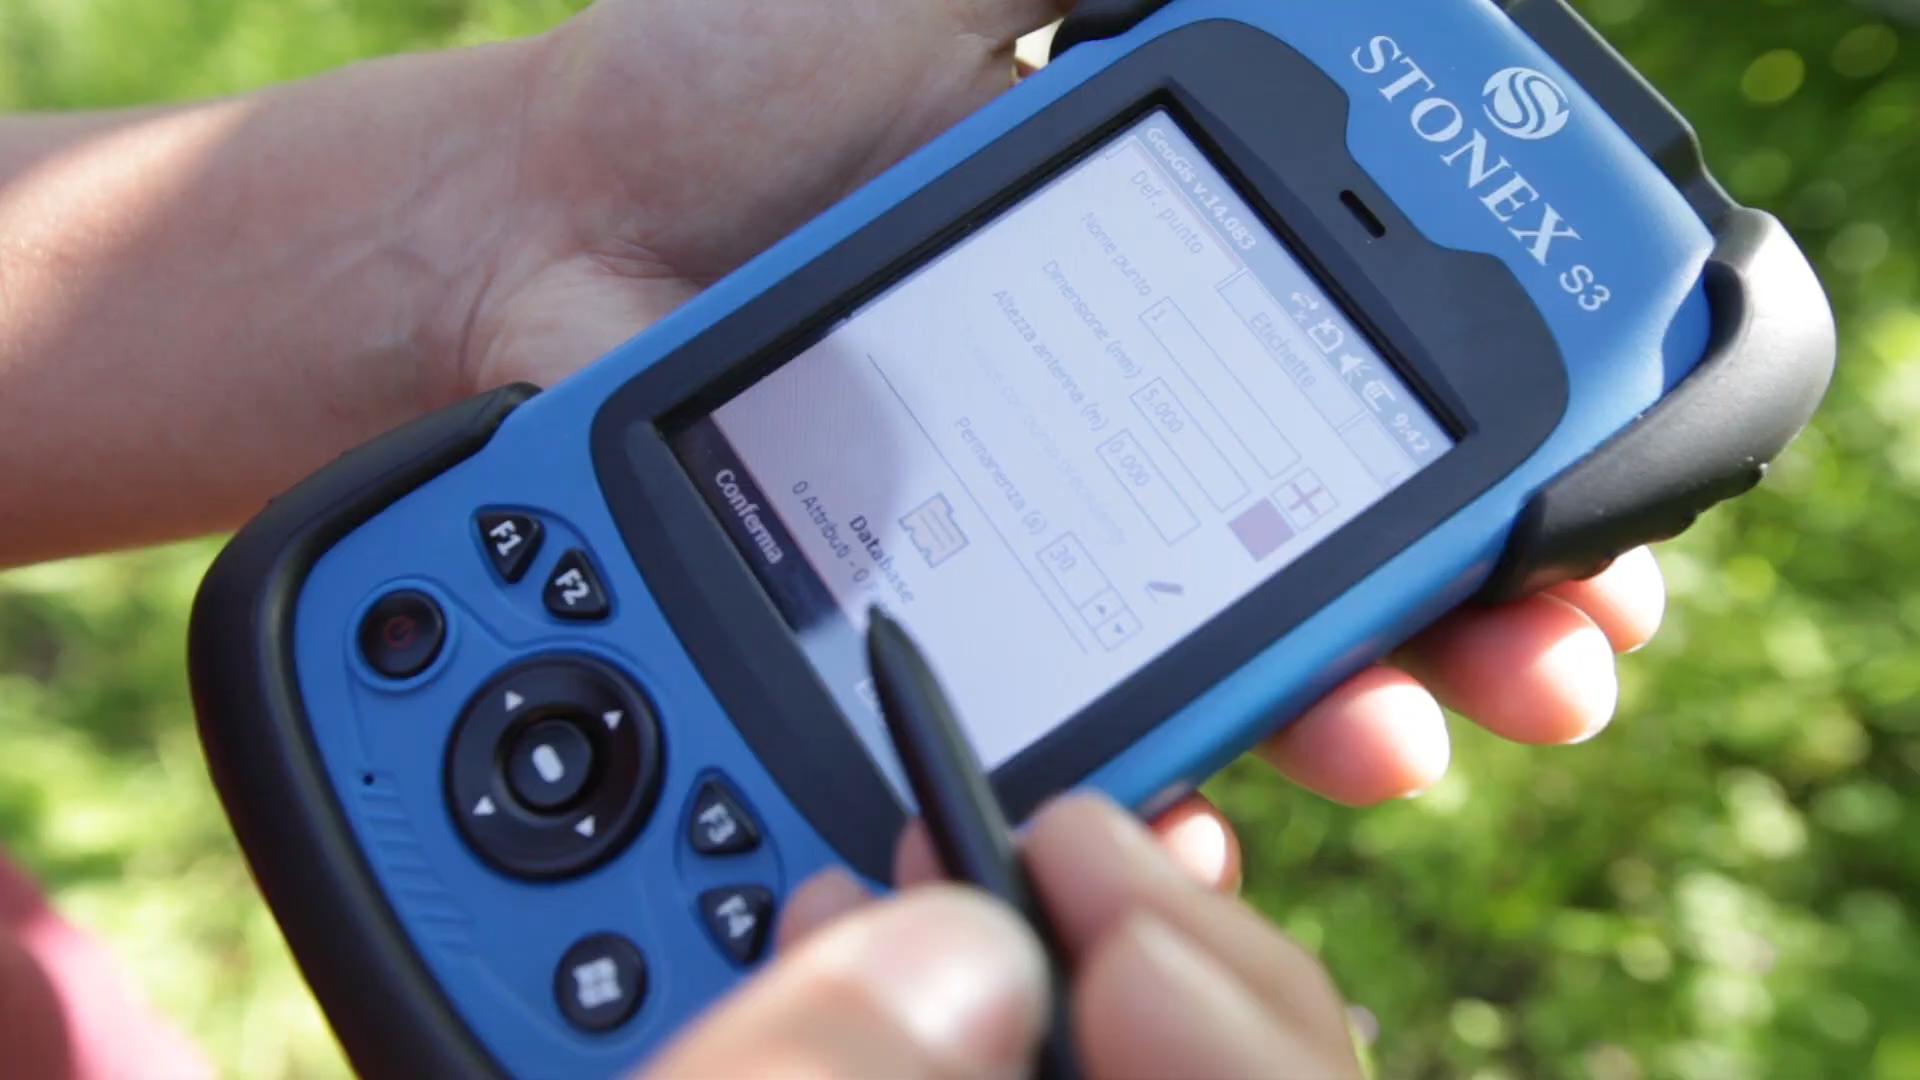 STONEX S3
GeoGis v.14.083
9:42
Def. punto
Etichette
Nome punto
1
Dimensione (mm)
5.000
Altezza antenna (m)
0.000
Permanenza (s)
30
Database
0 Attributi - 0
Conferma
F1
F2
F3
F4